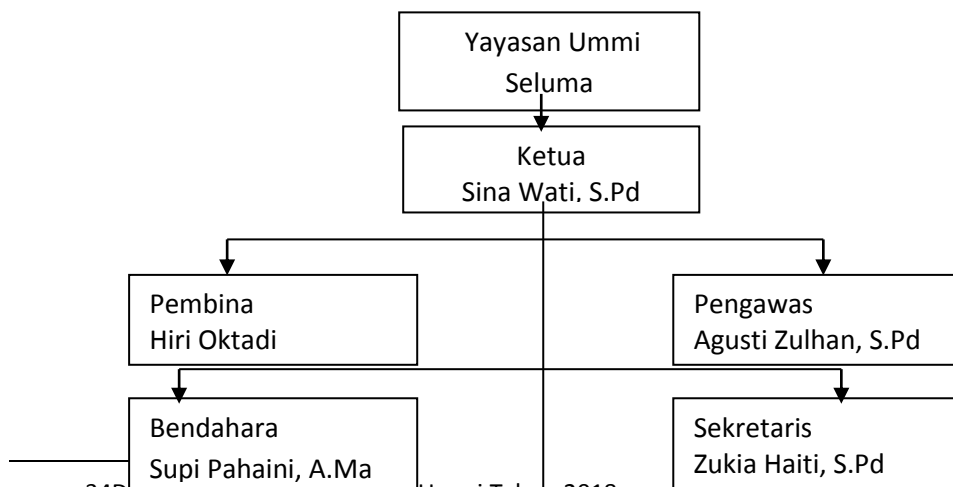 Yayasan Ummi
Seluma
Ketua
Sina Wati, S.Pd
Pembina
Hiri Oktadi
Pengawas
Agusti Zulhan, S.Pd
Bendahara
Supi Pahaini, A.Ma
Sekretaris
Zukia Haiti, S.Pd